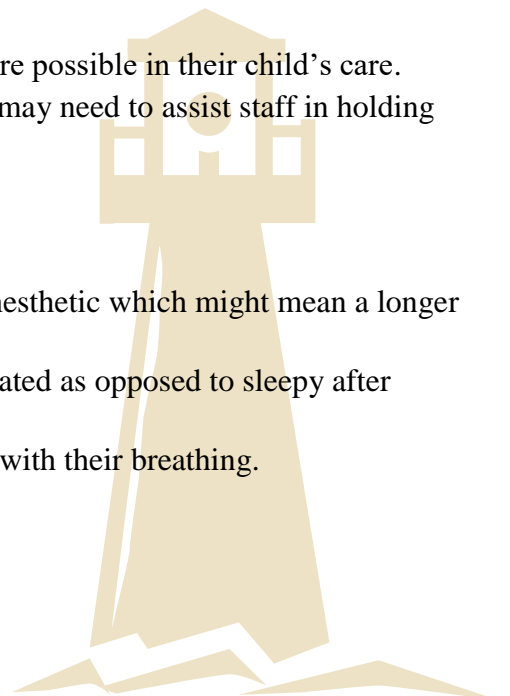 re possible in their child’s care.
may need to assist staff in holding
nesthetic which might mean a longer
ated as opposed to sleepy after
with their breathing.